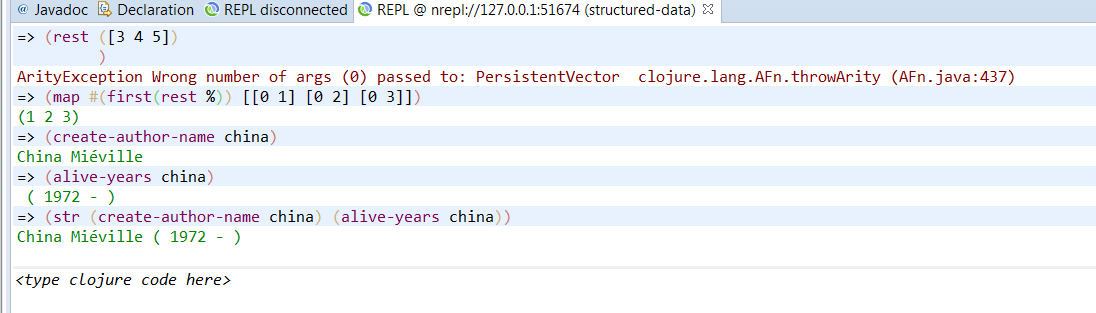 @ Javadoc Declaration REPL disconnected REPL @ nrepl://127.0.0.1:51674 (structured-data)
=> (rest ([3 4 5])
)
ArityException Wrong number of args (0) passed to: PersistentVector  clojure.lang.AFn.throwArity (AFn.java:437)
=> (map #(first(rest %)) [[0 1] [0 2] [0 3]])
(1 2 3)
=> (create-author-name china)
China Miéville
=> (alive-years china)
( 1972 - )
=> (str (create-author-name china) (alive-years china))
China Miéville ( 1972 - )
<type clojure code here>